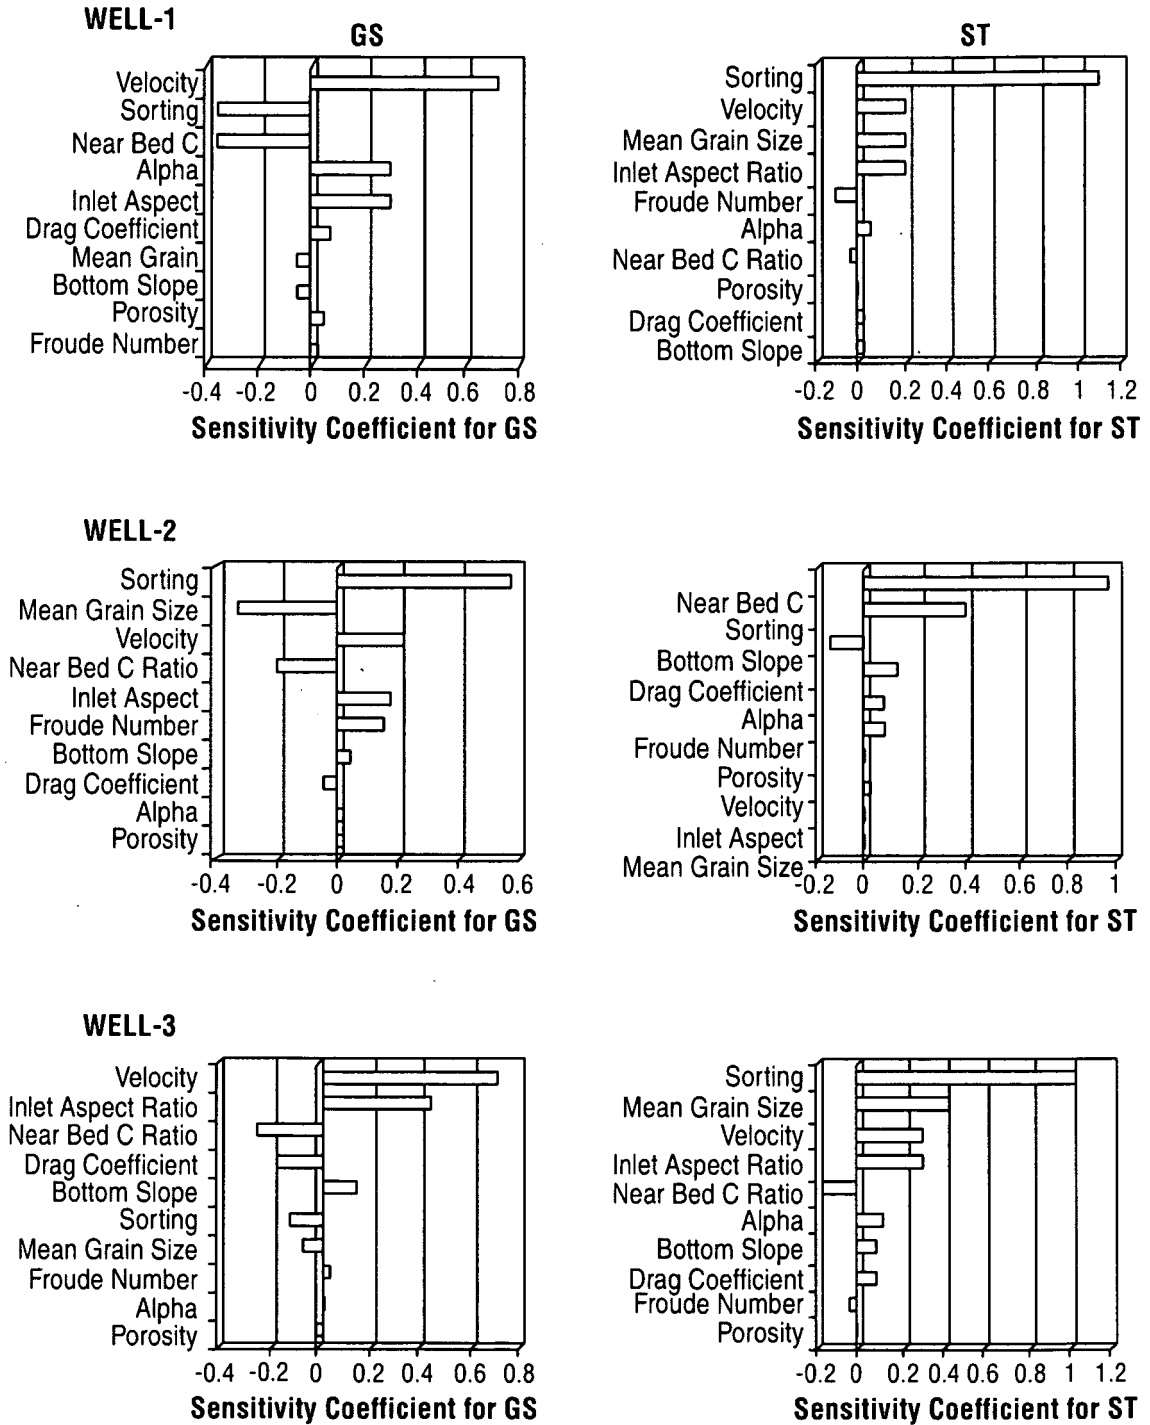 WELL-1
GS
Velocity
Sorting
Near Bed C
Alpha
Inlet Aspect
Drag Coefficient
Mean Grain
Bottom Slope
Porosity
Froude Number
-0.4 -0.2 0 0.2 0.4 0.6 0.8
Sensitivity Coefficient for GS
ST
Sorting
Velocity
Mean Grain Size
Inlet Aspect Ratio
Froude Number
Alpha
Near Bed C Ratio
Porosity
Drag Coefficient
Bottom Slope
-0.2 0 0.2 0.4 0.6 0.8 1 1.2
Sensitivity Coefficient for ST
WELL-2
Sorting
Mean Grain Size
Velocity
Near Bed C Ratio
Inlet Aspect
Froude Number
Bottom Slope
Drag Coefficient
Alpha
Porosity
-0.4 -0.2 0 0.2 0.4 0.6
Sensitivity Coefficient for GS
Near Bed C
Sorting
Bottom Slope
Drag Coefficient
Alpha
Froude Number
Porosity
Velocity
Inlet Aspect
Mean Grain Size
-0.2 0 0.2 0.4 0.6 0.8 1
Sensitivity Coefficient for ST
WELL-3
Velocity
Inlet Aspect Ratio
Near Bed C Ratio
Drag Coefficient
Bottom Slope
Sorting
Mean Grain Size
Froude Number
Alpha
Porosity
-0.4 -0.2 0 0.2 0.4 0.6 0.8
Sensitivity Coefficient for GS
Sorting
Mean Grain Size
Velocity
Inlet Aspect Ratio
Near Bed C Ratio
Alpha
Bottom Slope
Drag Coefficient
Froude Number
Porosity
-0.2 0 0.2 0.4 0.6 0.8 1 1.2
Sensitivity Coefficient for ST